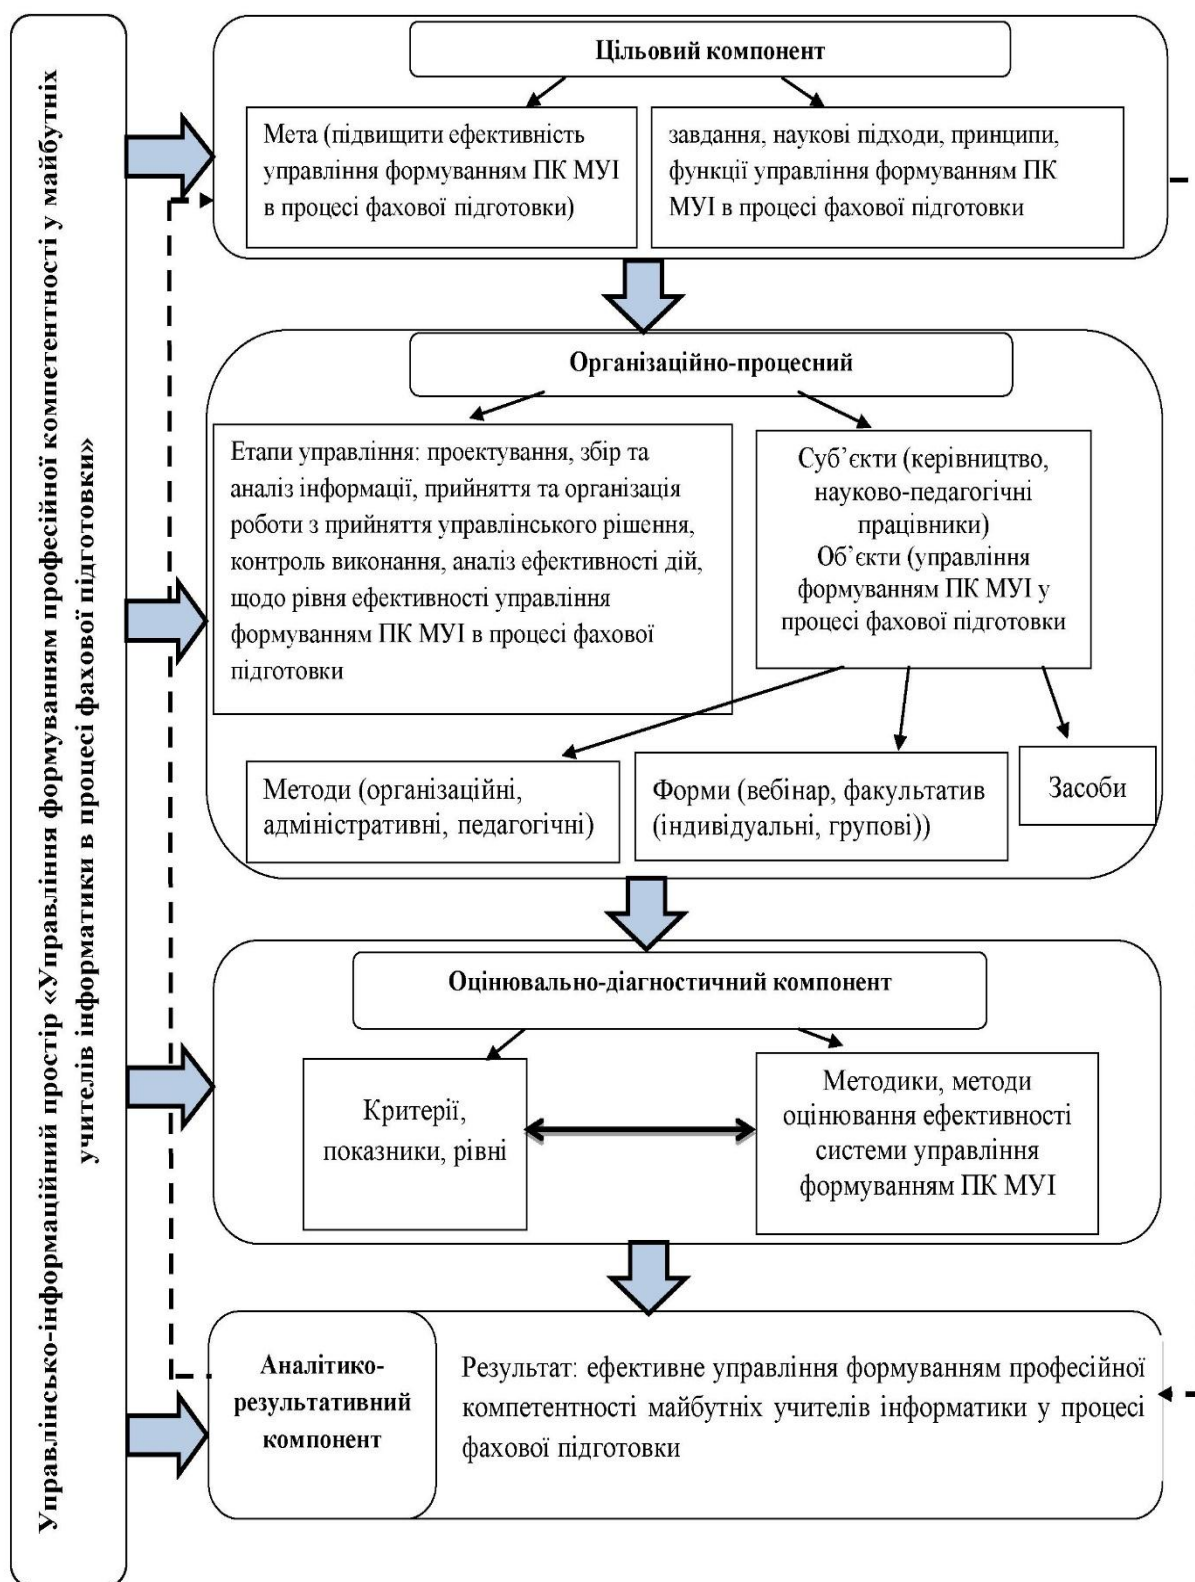 Управлінсько-інформаційний простір «Управління формуванням професійної компетентності у майбутніх
учителів інформатики в процесі фахової підготовки»
Цільовий компонент
Мета (підвищити ефективність
управління формуванням ПК МУІ
в процесі фахової підготовки)
завдання, наукові підходи, принципи,
функції управління формуванням ПК
МУІ в процесі фахової підготовки
Організаційно-процесний
Етапи управління: проектування, збір та
аналіз інформації, прийняття та організація
роботи з прийняття управлінського рішення,
контроль виконання, аналіз ефективності дій,
щодо рівня ефективності управління
формуванням ПК МУІ в процесі фахової
підготовки
Суб’єкти (керівництво,
науково-педагогічні
працівники)
Об’єкти (управління
формуванням ПК МУІ у
процесі фахової підготовки
Методи (організаційні,
адміністративні, педагогічні)
Форми (вебінар, факультатив
(індивідуальні, групові))
Засоби
Оцінювально-діагностичний компонент
Критерії,
показники, рівні
Методики, методи
оцінювання ефективності
системи управління
формуванням ПК МУІ
Аналітико-
результативний
компонент
Результат: ефективне управління формуванням професійної
компетентності майбутніх учителів інформатики у процесі
фахової підготовки